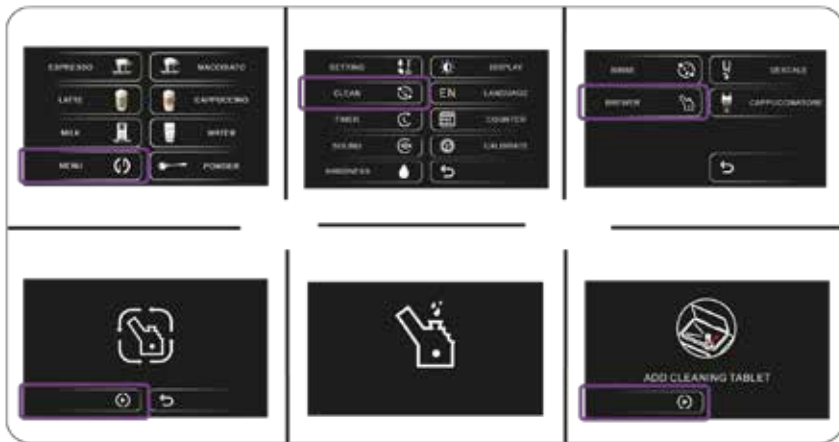 ESPRESSO MACCHIATO
LATTE CAPPUCCINO
MILK WATER
MENU POWDER
SETTING DISPLAY
CLEAN EN LANGUAGE
TIMER COUNTER
SOUND CALIBRATE
HARDNESS
RINSE DESCALE
BREWER CAPPUCCINATORE
ADD CLEANING TABLET